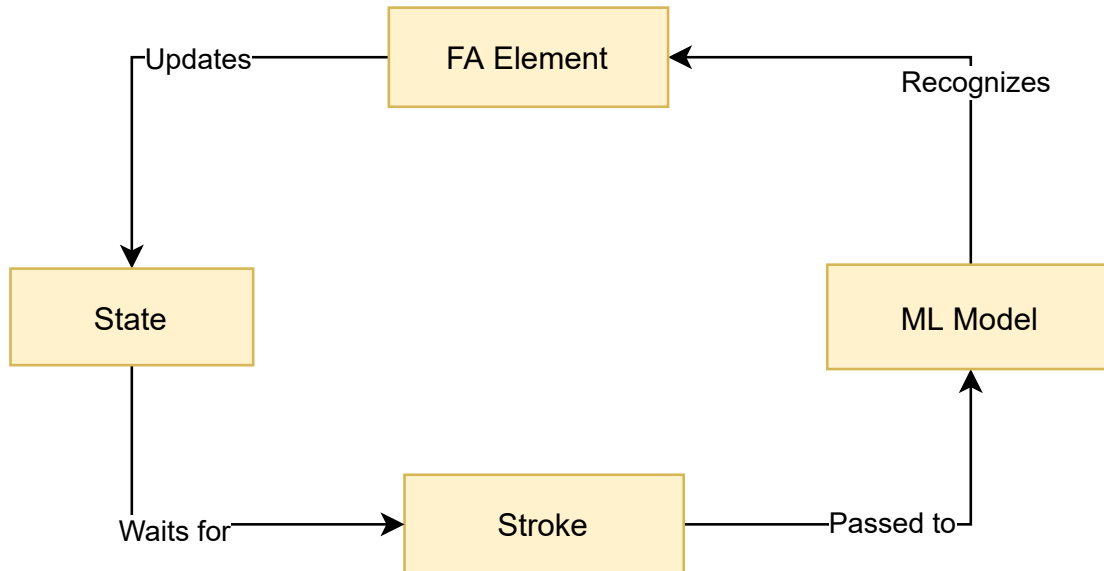 FA Element
Updates
Recognizes
State
ML Model
Waits for
Stroke
Passed to